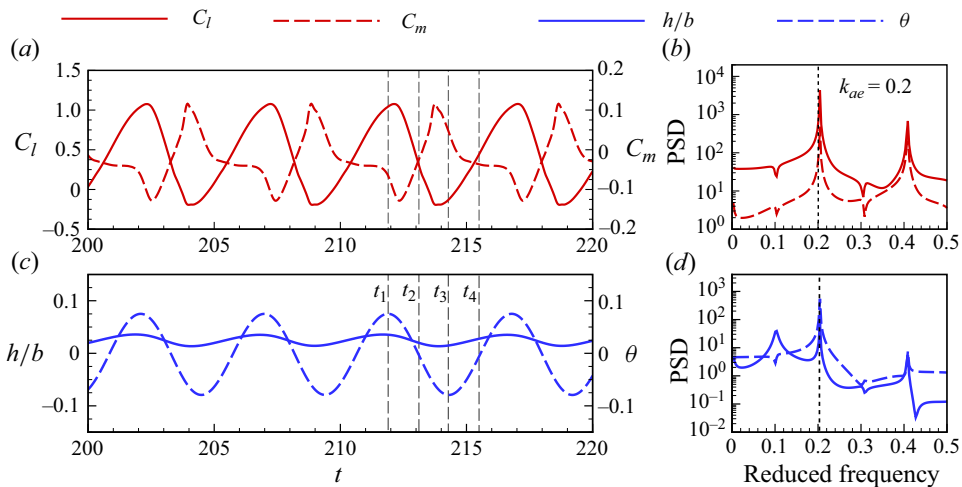 C_l C_m h/b θ
(a) (b)
1.5 0.2 10^4
1.0 0.1 10^3 k_ae = 0.2
C_l 0.5 0 C_m PSD 10^2
0 −0.1 10^1
−0.5 −0.2 10^0
200 205 210 215 220 0 0.1 0.2 0.3 0.4 0.5
(c) (d)
t_1 t_2 t_3 t_4 10^4
0.1 0.1 10^3
h/b 0 0 θ PSD 10^2
10^1
10^0
−0.1 −0.1 10^−1
10^−2
200 205 210 215 220 0 0.1 0.2 0.3 0.4 0.5
t Reduced frequency